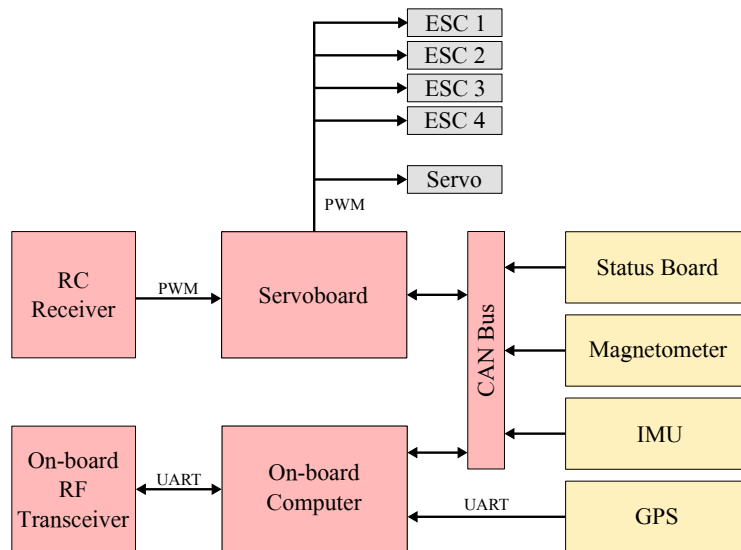 ESC 1
ESC 2
ESC 3
ESC 4
Servo
PWM
RC
Receiver
PWM
Servoboard
CAN Bus
Status Board
Magnetometer
IMU
On-board
RF
Transceiver
UART
On-board
Computer
UART
GPS